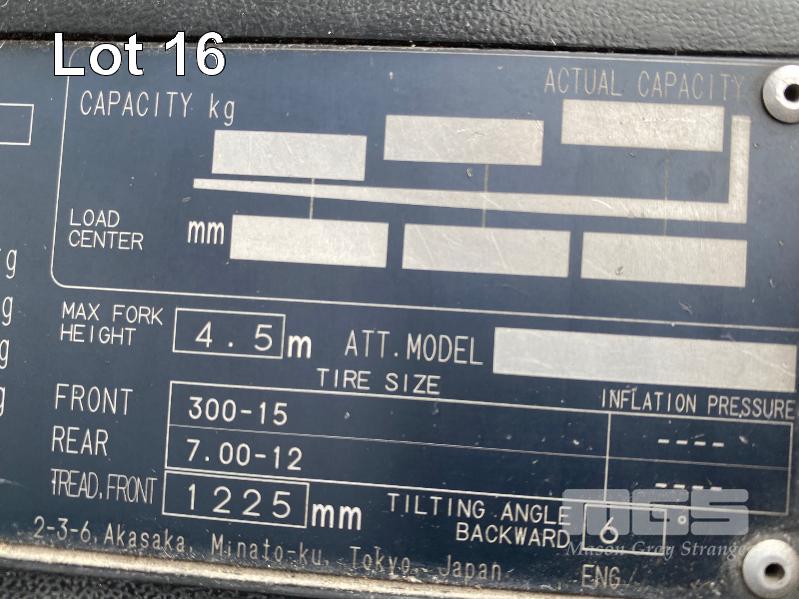 Lot 16
ACTUAL CAPACITY
CAPACITY kg
LOAD CENTER mm
g
g
g
g
MAX FORK HEIGHT 4.5 m ATT. MODEL
TIRE SIZE
INFLATION PRESSURE
FRONT 300-15 ----
REAR 7.00-12 ----
TREAD, FRONT 1225 mm TILTING ANGLE BACKWARD 6 °
MGS
Mason Gray Strange
2-3-6, Akasaka, Minato-ku, Tokyo, Japan ENG